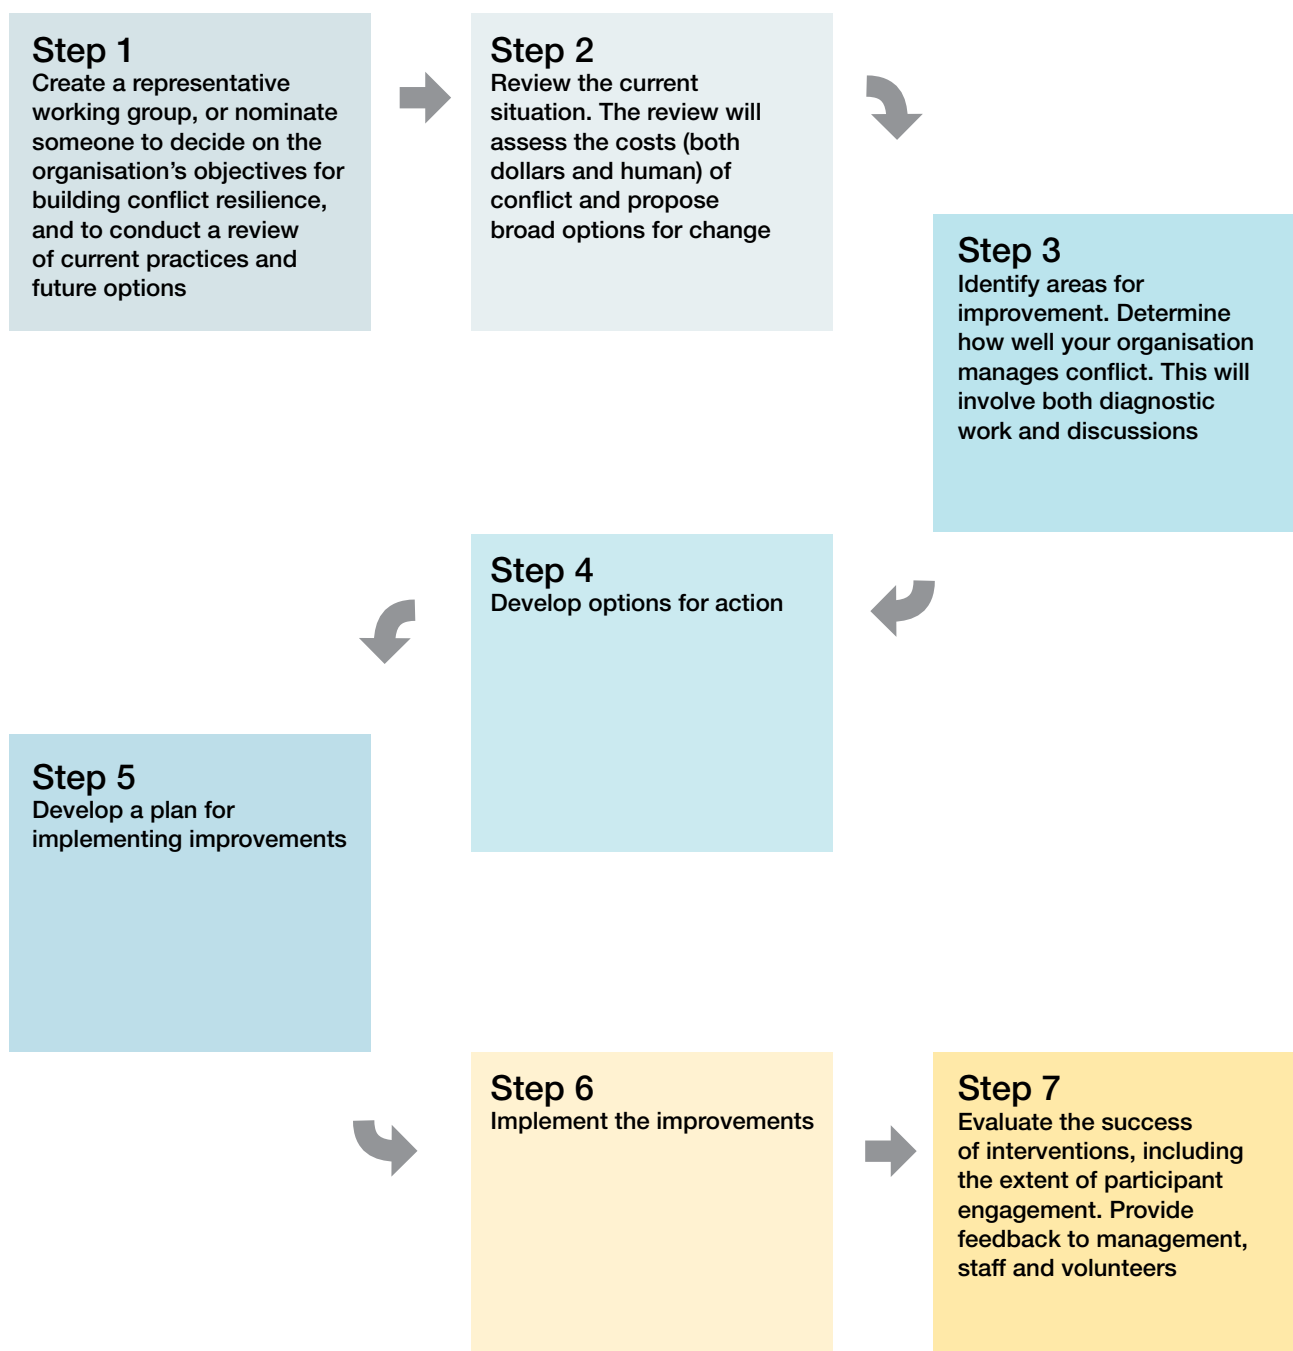 Step 1
Create a representative
working group, or nominate
someone to decide on the
organisation’s objectives for
building conflict resilience,
and to conduct a review
of current practices and
future options
Step 2
Review the current
situation. The review will
assess the costs (both
dollars and human) of
conflict and propose
broad options for change
Step 3
Identify areas for
improvement. Determine
how well your organisation
manages conflict. This will
involve both diagnostic
work and discussions
Step 4
Develop options for action
Step 5
Develop a plan for
implementing improvements
Step 6
Implement the improvements
Step 7
Evaluate the success
of interventions, including
the extent of participant
engagement. Provide
feedback to management,
staff and volunteers